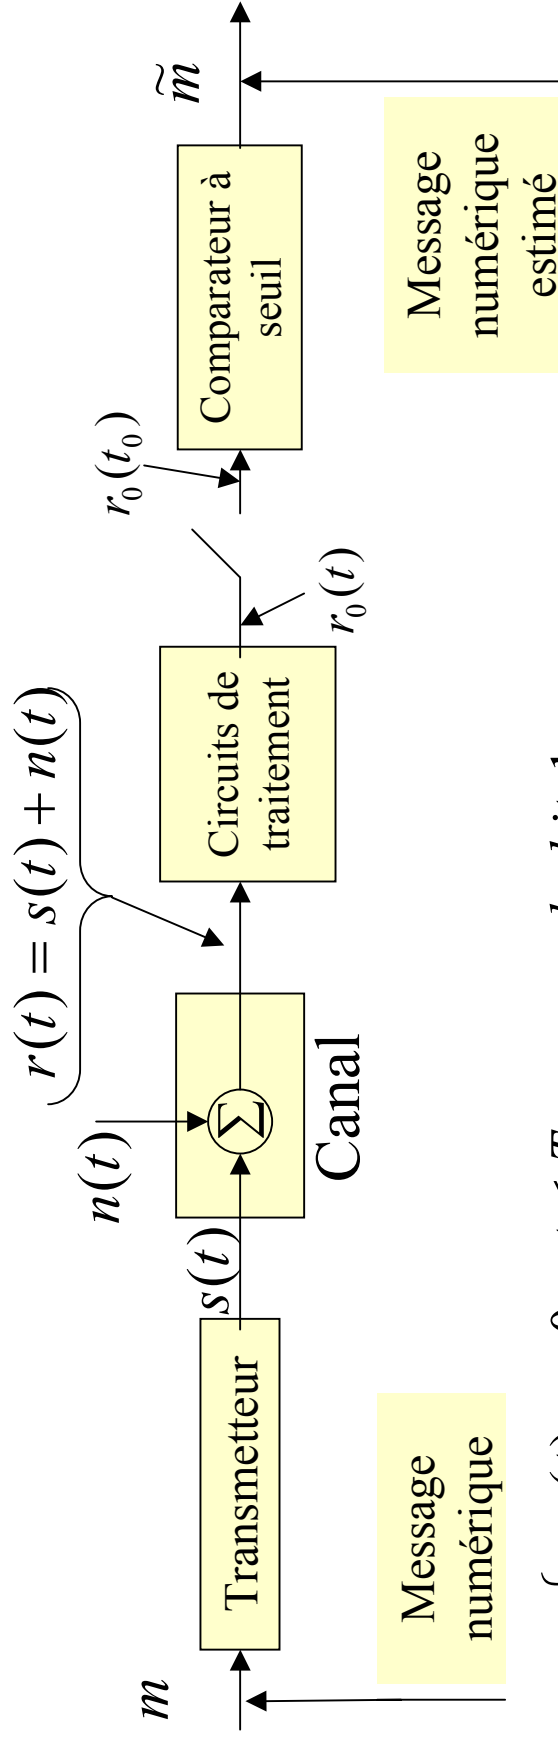 r(t) = s(t) + n(t)
m
Transmetteur
s(t)
n(t)
Σ
Canal
Circuits de
traitement
r₀(t)
r₀(t₀)
Comparateur à
seuil
m̃
Message
numérique
Message
numérique
estimé